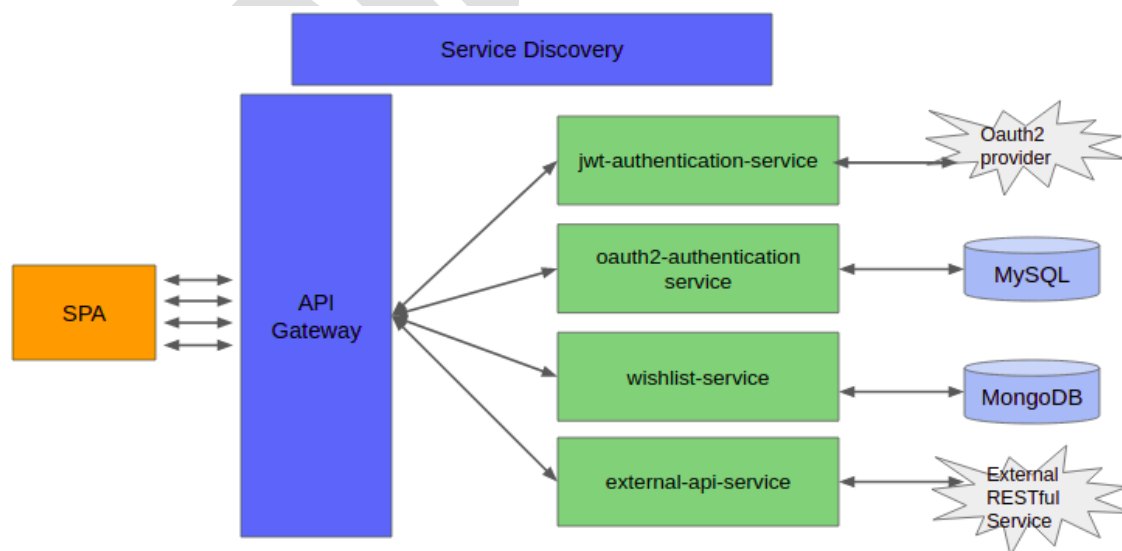 Service Discovery
SPA
API
Gateway
jwt-authentication-service
oauth2-authentication
service
wishlist-service
external-api-service
Oauth2
provider
MySQL
MongoDB
External
RESTful
Service